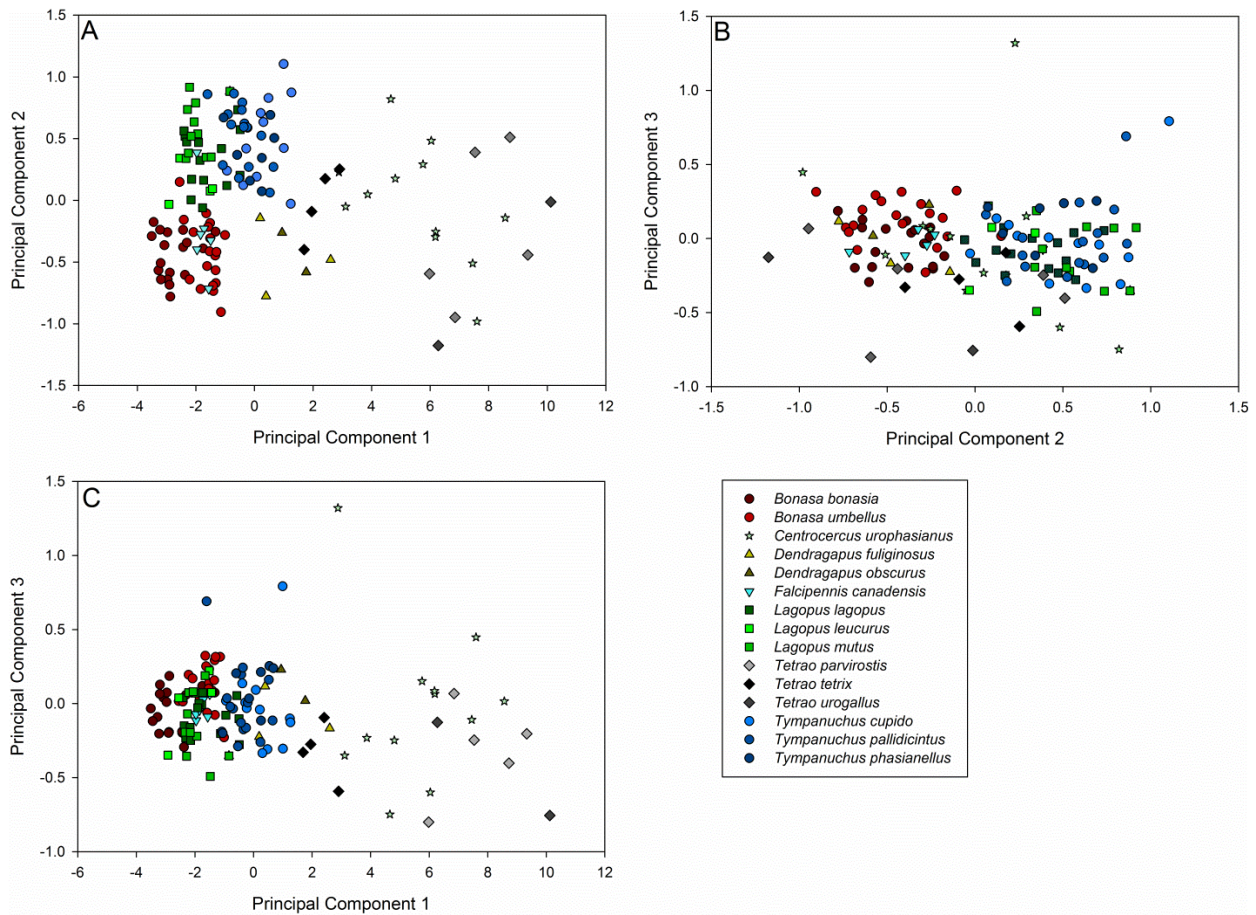 A
1.5
1.0
0.5
0.0
-0.5
-1.0
-1.5
Principal Component 2
-6 -4 -2 0 2 4 6 8 10 12
Principal Component 1
B
1.5
1.0
0.5
0.0
-0.5
-1.0
Principal Component 3
-1.5 -1.0 -0.5 0.0 0.5 1.0 1.5
Principal Component 2
C
1.5
1.0
0.5
0.0
-0.5
-1.0
Principal Component 3
-6 -4 -2 0 2 4 6 8 10 12
Principal Component 1
Bonasa bonasia
Bonasa umbellus
Centrocercus urophasianus
Dendragapus fuliginosus
Dendragapus obscurus
Falcipennis canadensis
Lagopus lagopus
Lagopus leucurus
Lagopus mutus
Tetrao parvirostis
Tetrao tetrix
Tetrao urogallus
Tympanuchus cupido
Tympanuchus pallidicintus
Tympanuchus phasianellus